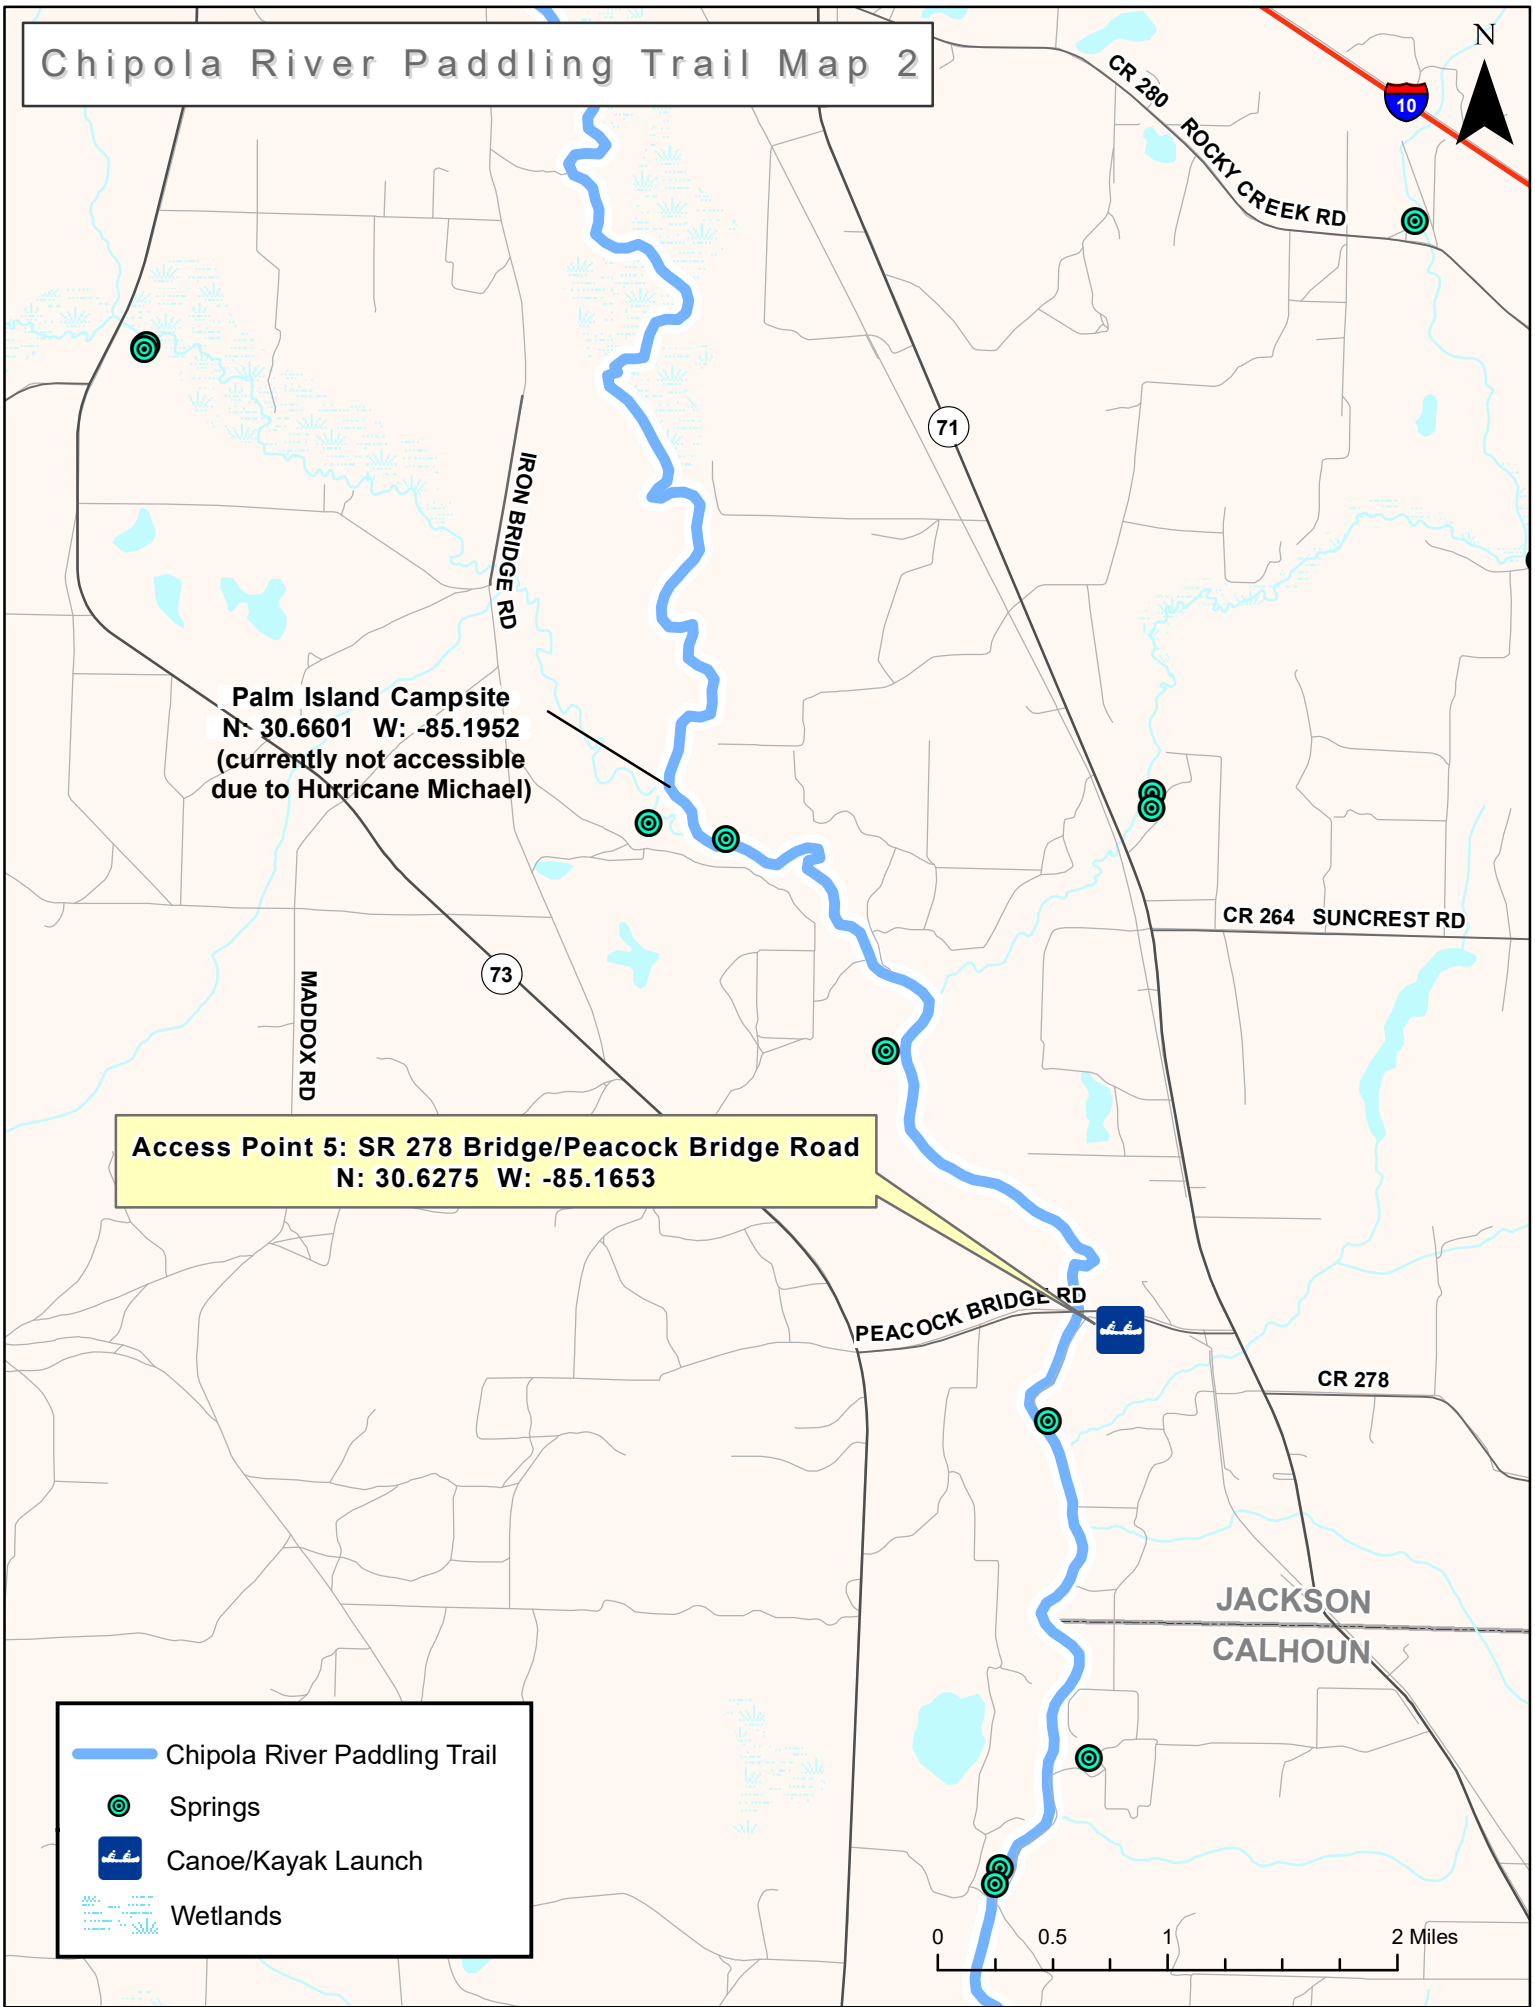 Chipola River Paddling Trail Map 2
N
10
CR 280
ROCKY CREEK RD
71
IRON BRIDGE RD
Palm Island Campsite
N: 30.6601 W: -85.1952
(currently not accessible
due to Hurricane Michael)
CR 264 SUNCREST RD
73
MADDOX RD
Access Point 5: SR 278 Bridge/Peacock Bridge Road
N: 30.6275 W: -85.1653
PEACOCK BRIDGE RD
CR 278
JACKSON
CALHOUN
Chipola River Paddling Trail
Springs
Canoe/Kayak Launch
Wetlands
0 0.5 1 2 Miles